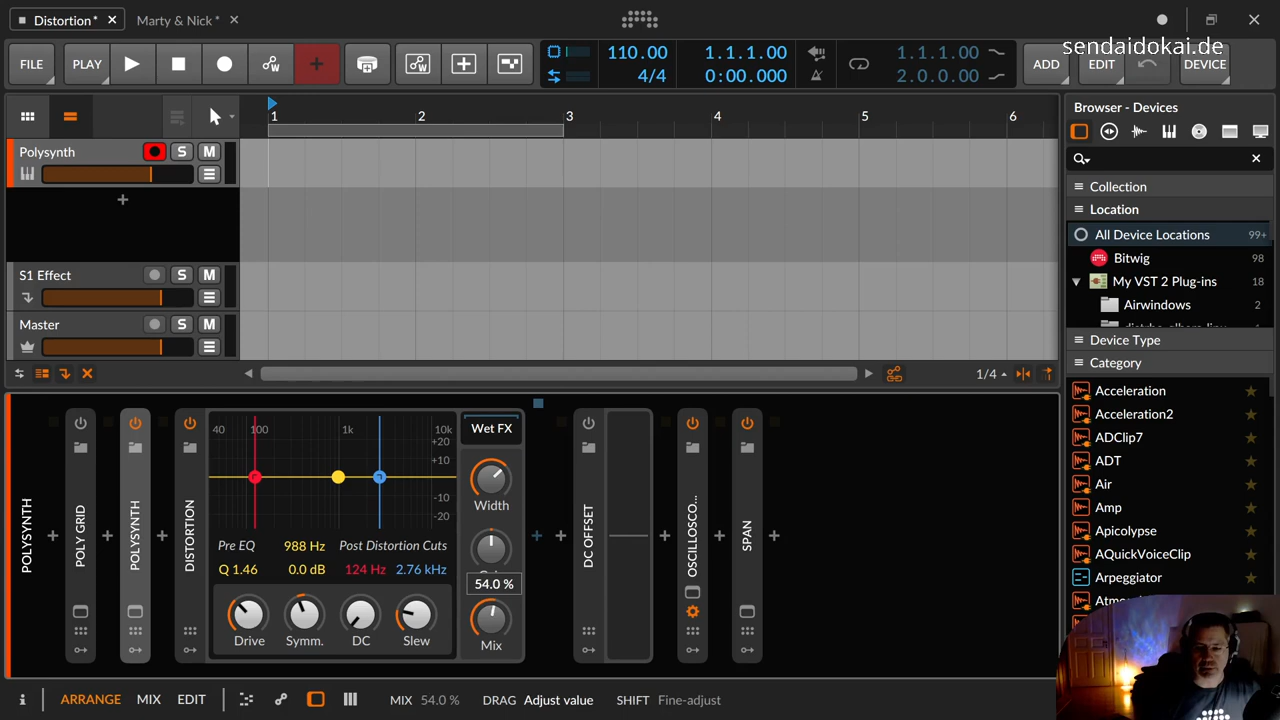 Distortion*
Marty & Nick *
sendaidokai.de
FILE
PLAY
110.00
4/4
1.1.1.00
0:00.000
1.1.1.00
2.0.0.00
ADD
EDIT
DEVICE
1
2
3
4
5
6
Browser - Devices
Polysynth
S
M
S1 Effect
S
M
Master
S
M
1/4
Collection
Location
All Device Locations 99+
Bitwig 98
My VST 2 Plug-ins 18
Airwindows 2
Device Type
Category
Acceleration
Acceleration2
ADClip7
ADT
Air
Amp
Apicolypse
AQuickVoiceClip
Arpeggiator
POLYSYNTH
POLY GRID
POLYSYNTH
DISTORTION
40
100
1k
10k
+20
+10
-10
-20
Pre EQ
988 Hz
Post Distortion Cuts
Q 1.46
0.0 dB
124 Hz
2.76 kHz
Drive
Symm.
DC
Slew
Wet FX
Width
54.0 %
Mix
DC OFFSET
OSCILLOSCO...
SPAN
i
ARRANGE
MIX
EDIT
MIX 54.0 %
DRAG Adjust value
SHIFT Fine-adjust